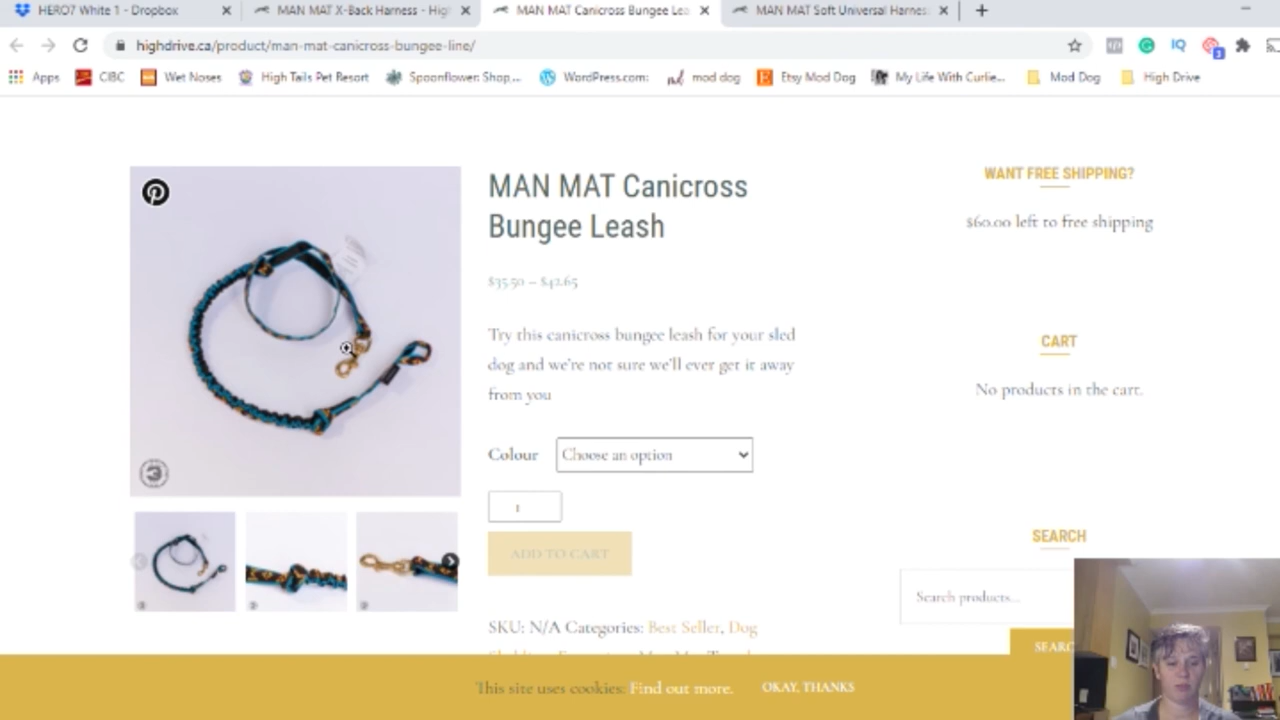 HERO7 White 1 - Dropbox
MAN MAT X-Back Harness - Hig
MAN MAT Canicross Bungee Lea
MAN MAT Soft Universal Harnes
highdrive.ca/product/man-mat-canicross-bungee-line/
Apps
CIBC
Wet Noses
High Tails Pet Resort
Spoonflower: Shop...
WordPress.com:
mod dog
Etsy Mod Dog
My Life With Curlie...
Mod Dog
High Drive
MAN MAT Canicross
Bungee Leash
$35.50 – $42.65
Try this canicross bungee leash for your sled
dog and we're not sure we'll ever get it away
from you
Colour
Choose an option
1
ADD TO CART
SKU: N/A Categories: Best Seller, Dog
WANT FREE SHIPPING?
$60.00 left to free shipping
CART
No products in the cart.
SEARCH
Search products...
SEARC
This site uses cookies: Find out more.
OKAY, THANKS